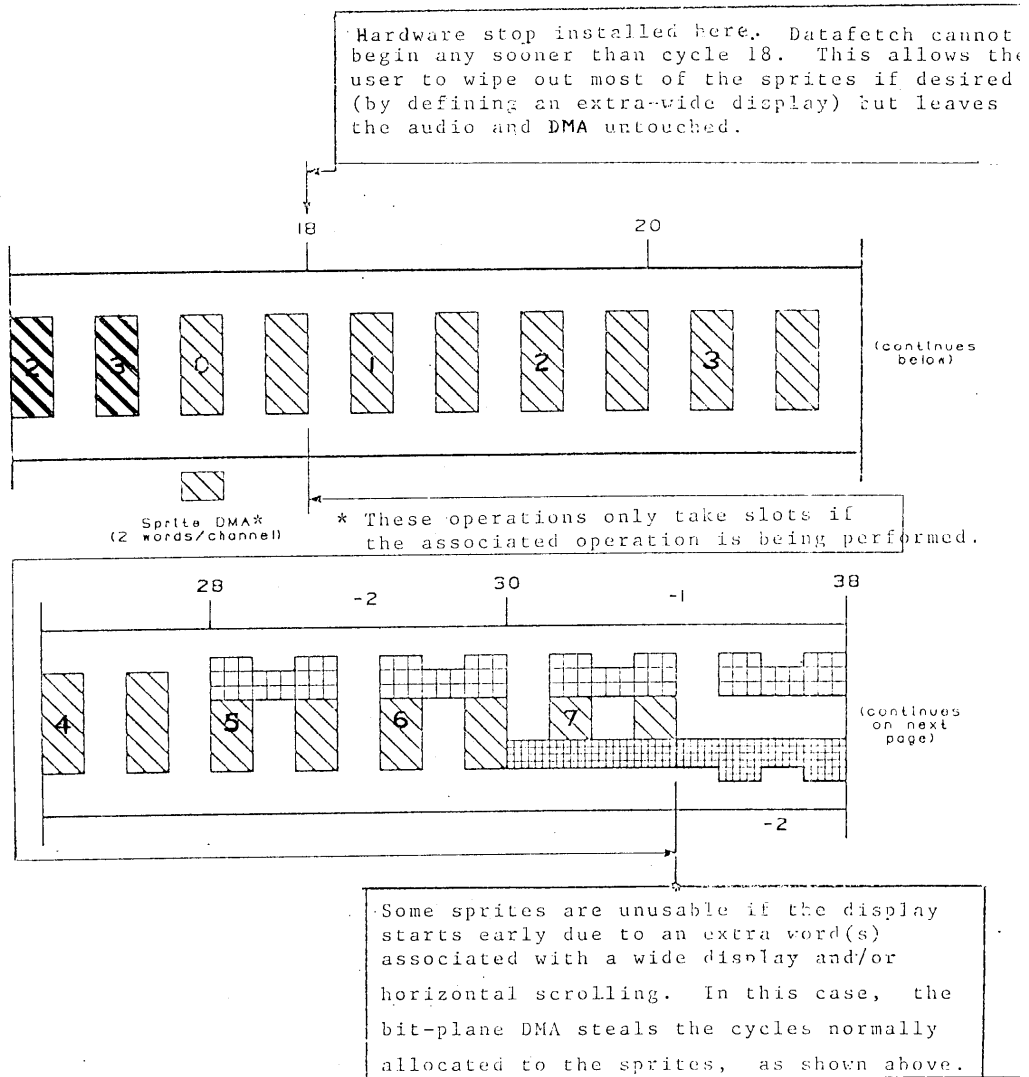 Hardware stop installed here. Datafetch cannot
begin any sooner than cycle 18. This allows the
user to wipe out most of the sprites if desired
(by defining an extra-wide display) but leaves
the audio and DMA untouched.
18 20
2 3 0 1 2 3
(continues
below)
Sprite DMA*
(2 words/channel)
* These operations only take slots if
the associated operation is being performed.
28 -2 30 -1 38
4 5 6 7
(continues
on next
page)
-2
Some sprites are unusable if the display
starts early due to an extra word(s)
associated with a wide display and/or
horizontal scrolling. In this case, the
bit-plane DMA steals the cycles normally
allocated to the sprites, as shown above.